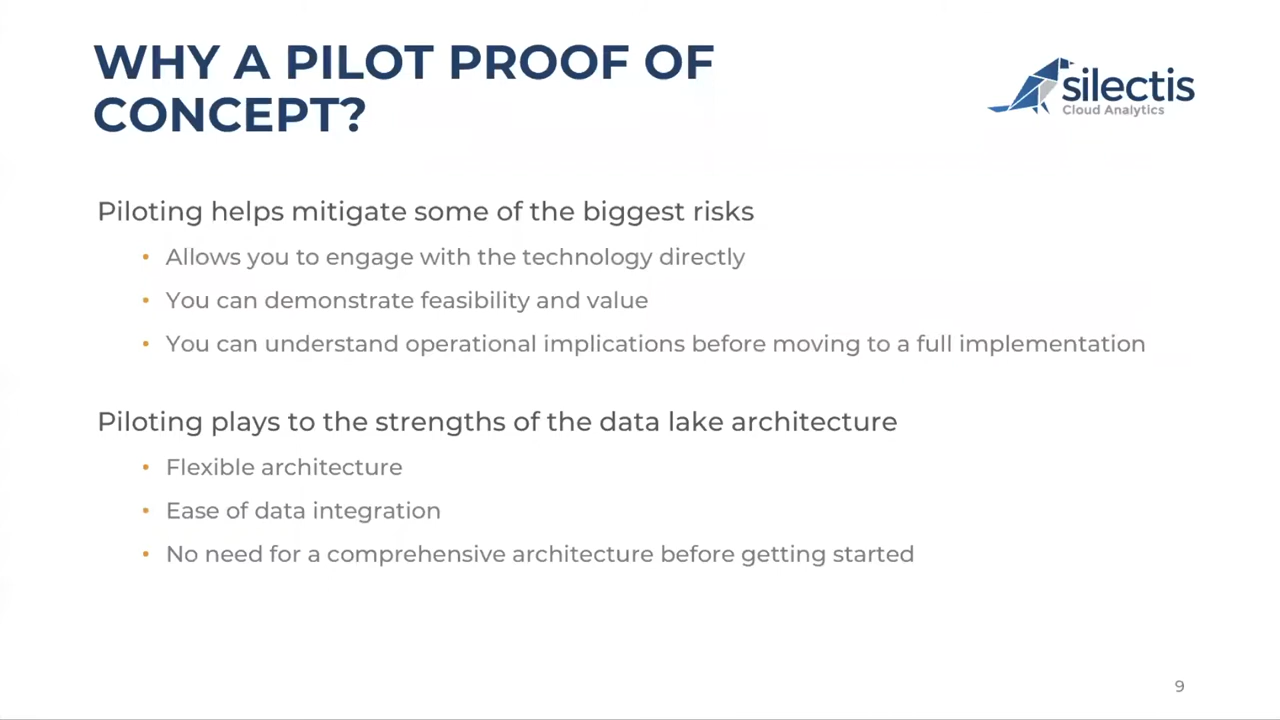 WHY A PILOT PROOF OF
CONCEPT?
silectis
Cloud Analytics
Piloting helps mitigate some of the biggest risks
• Allows you to engage with the technology directly
• You can demonstrate feasibility and value
• You can understand operational implications before moving to a full implementation
Piloting plays to the strengths of the data lake architecture
• Flexible architecture
• Ease of data integration
• No need for a comprehensive architecture before getting started
9